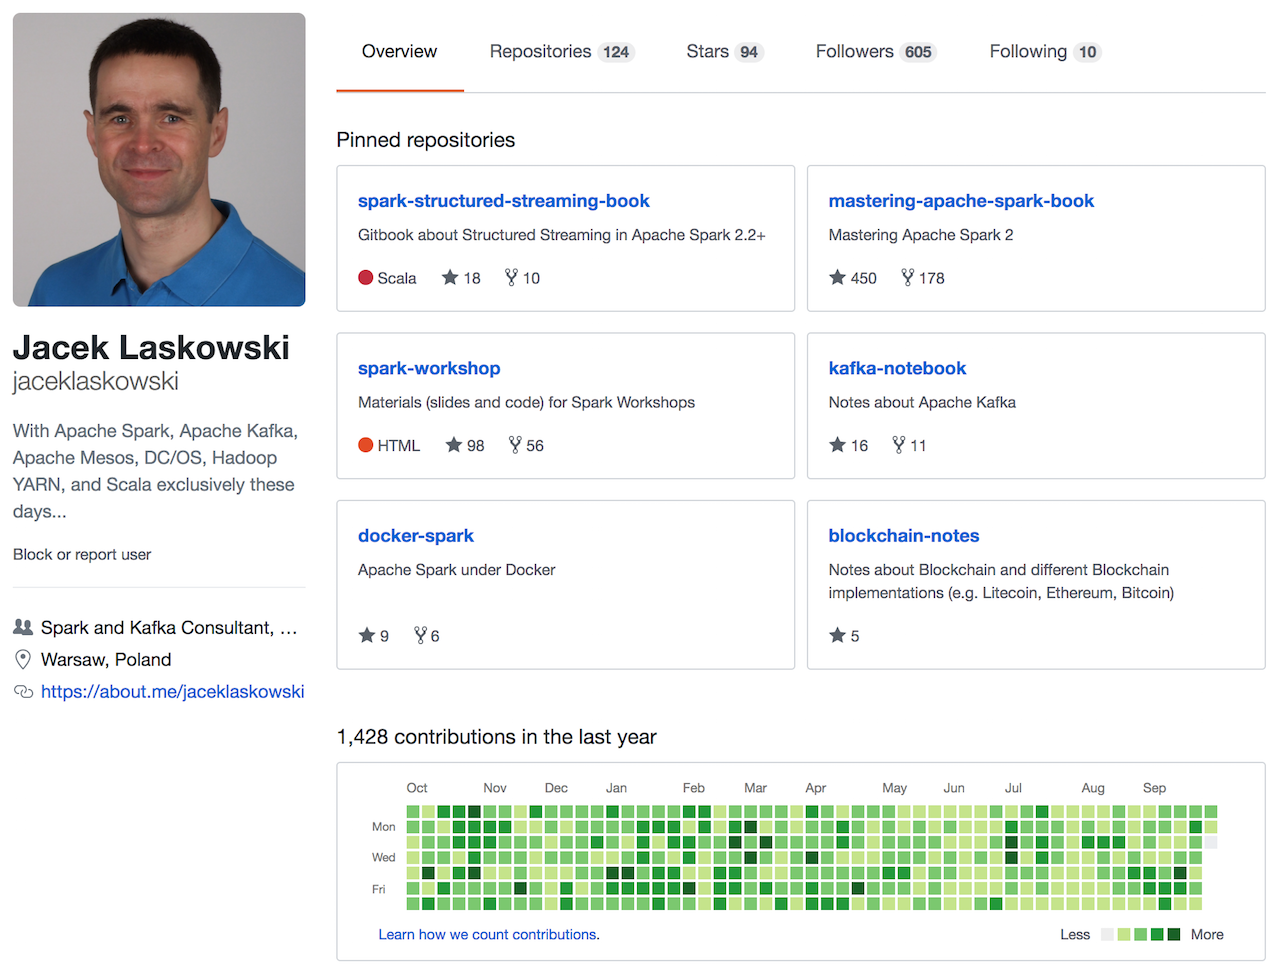 Overview Repositories 124 Stars 94 Followers 605 Following 10
Pinned repositories
spark-structured-streaming-book
Gitbook about Structured Streaming in Apache Spark 2.2+
Scala 18 10
mastering-apache-spark-book
Mastering Apache Spark 2
450 178
spark-workshop
Materials (slides and code) for Spark Workshops
HTML 98 56
kafka-notebook
Notes about Apache Kafka
16 11
docker-spark
Apache Spark under Docker
9 6
blockchain-notes
Notes about Blockchain and different Blockchain
implementations (e.g. Litecoin, Ethereum, Bitcoin)
5
Jacek Laskowski
jaceklaskowski
With Apache Spark, Apache Kafka,
Apache Mesos, DC/OS, Hadoop
YARN, and Scala exclusively these
days...
Block or report user
Spark and Kafka Consultant, ...
Warsaw, Poland
https://about.me/jaceklaskowski
1,428 contributions in the last year
Oct Nov Dec Jan Feb Mar Apr May Jun Jul Aug Sep
Mon
Wed
Fri
Learn how we count contributions.
Less More